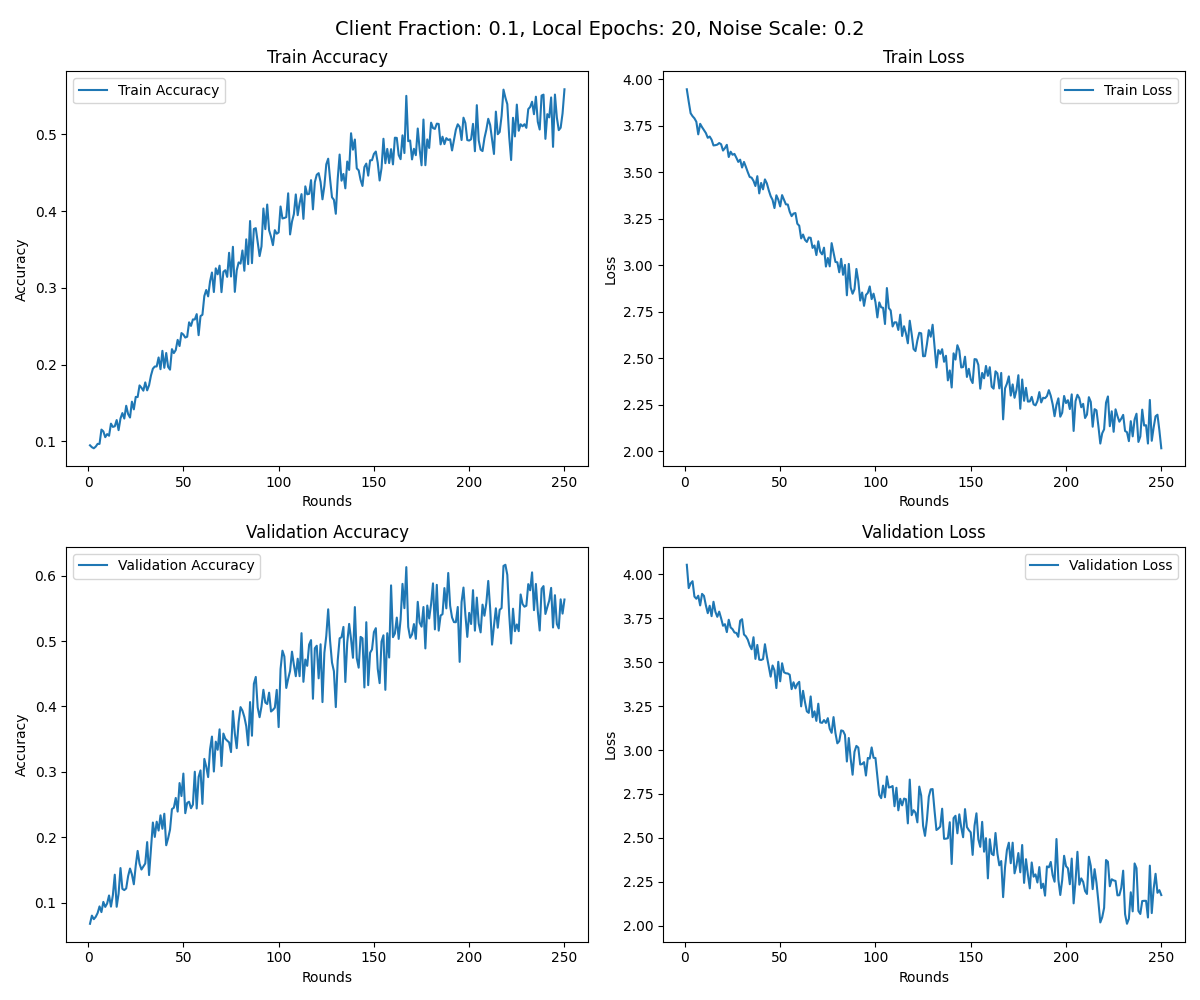 Client Fraction: 0.1, Local Epochs: 20, Noise Scale: 0.2
Train Accuracy
Train Accuracy
0.5
0.4
0.3
0.2
0.1
Accuracy
0 50 100 150 200 250
Rounds
Train Loss
Train Loss
4.00
3.75
3.50
3.25
3.00
2.75
2.50
2.25
2.00
Loss
0 50 100 150 200 250
Rounds
Validation Accuracy
Validation Accuracy
0.6
0.5
0.4
0.3
0.2
0.1
Accuracy
0 50 100 150 200 250
Rounds
Validation Loss
Validation Loss
4.00
3.75
3.50
3.25
3.00
2.75
2.50
2.25
2.00
Loss
0 50 100 150 200 250
Rounds